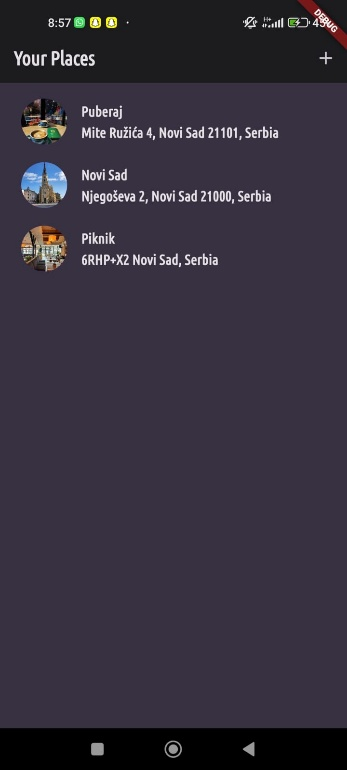 8:57
DEBUG
Your Places
Puberaj
Mite Ružića 4, Novi Sad 21101, Serbia
Novi Sad
Njegoševa 2, Novi Sad 21000, Serbia
Piknik
6RHP+X2 Novi Sad, Serbia